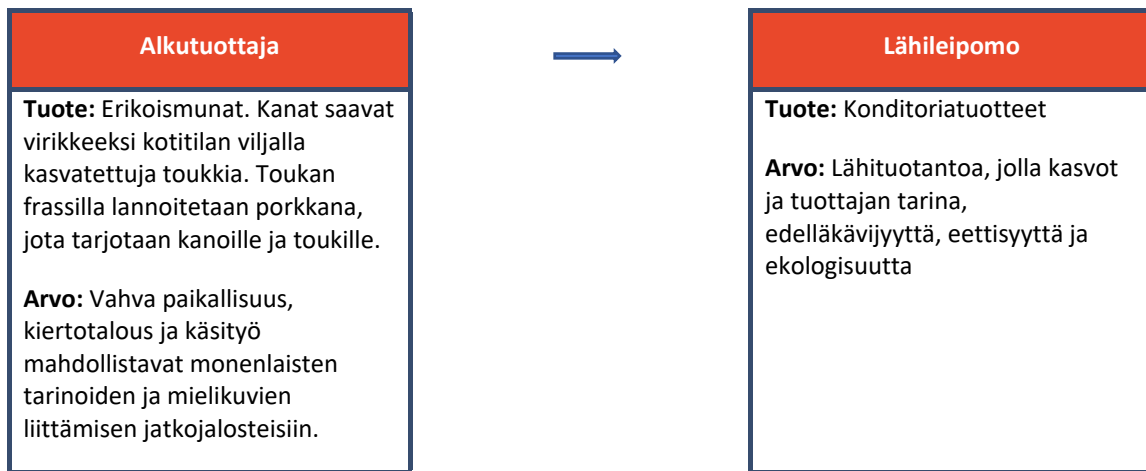 Alkutuottaja
Tuote: Erikoismunat. Kanat saavat
virikkeeksi kotitilan viljalla
kasvatettuja toukkia. Toukan
frassilla lannoitetaan porkkana,
jota tarjotaan kanoille ja toukille.
Arvo: Vahva paikallisuus,
kiertotalous ja käsityö
mahdollistavat monenlaisten
tarinoiden ja mielikuvien
liittämisen jatkojalosteisiin.
Lähileipomo
Tuote: Konditoriatuotteet
Arvo: Lähituotantoa, jolla kasvot
ja tuottajan tarina,
edelläkävijyyttä, eettisyyttä ja
ekologisuutta